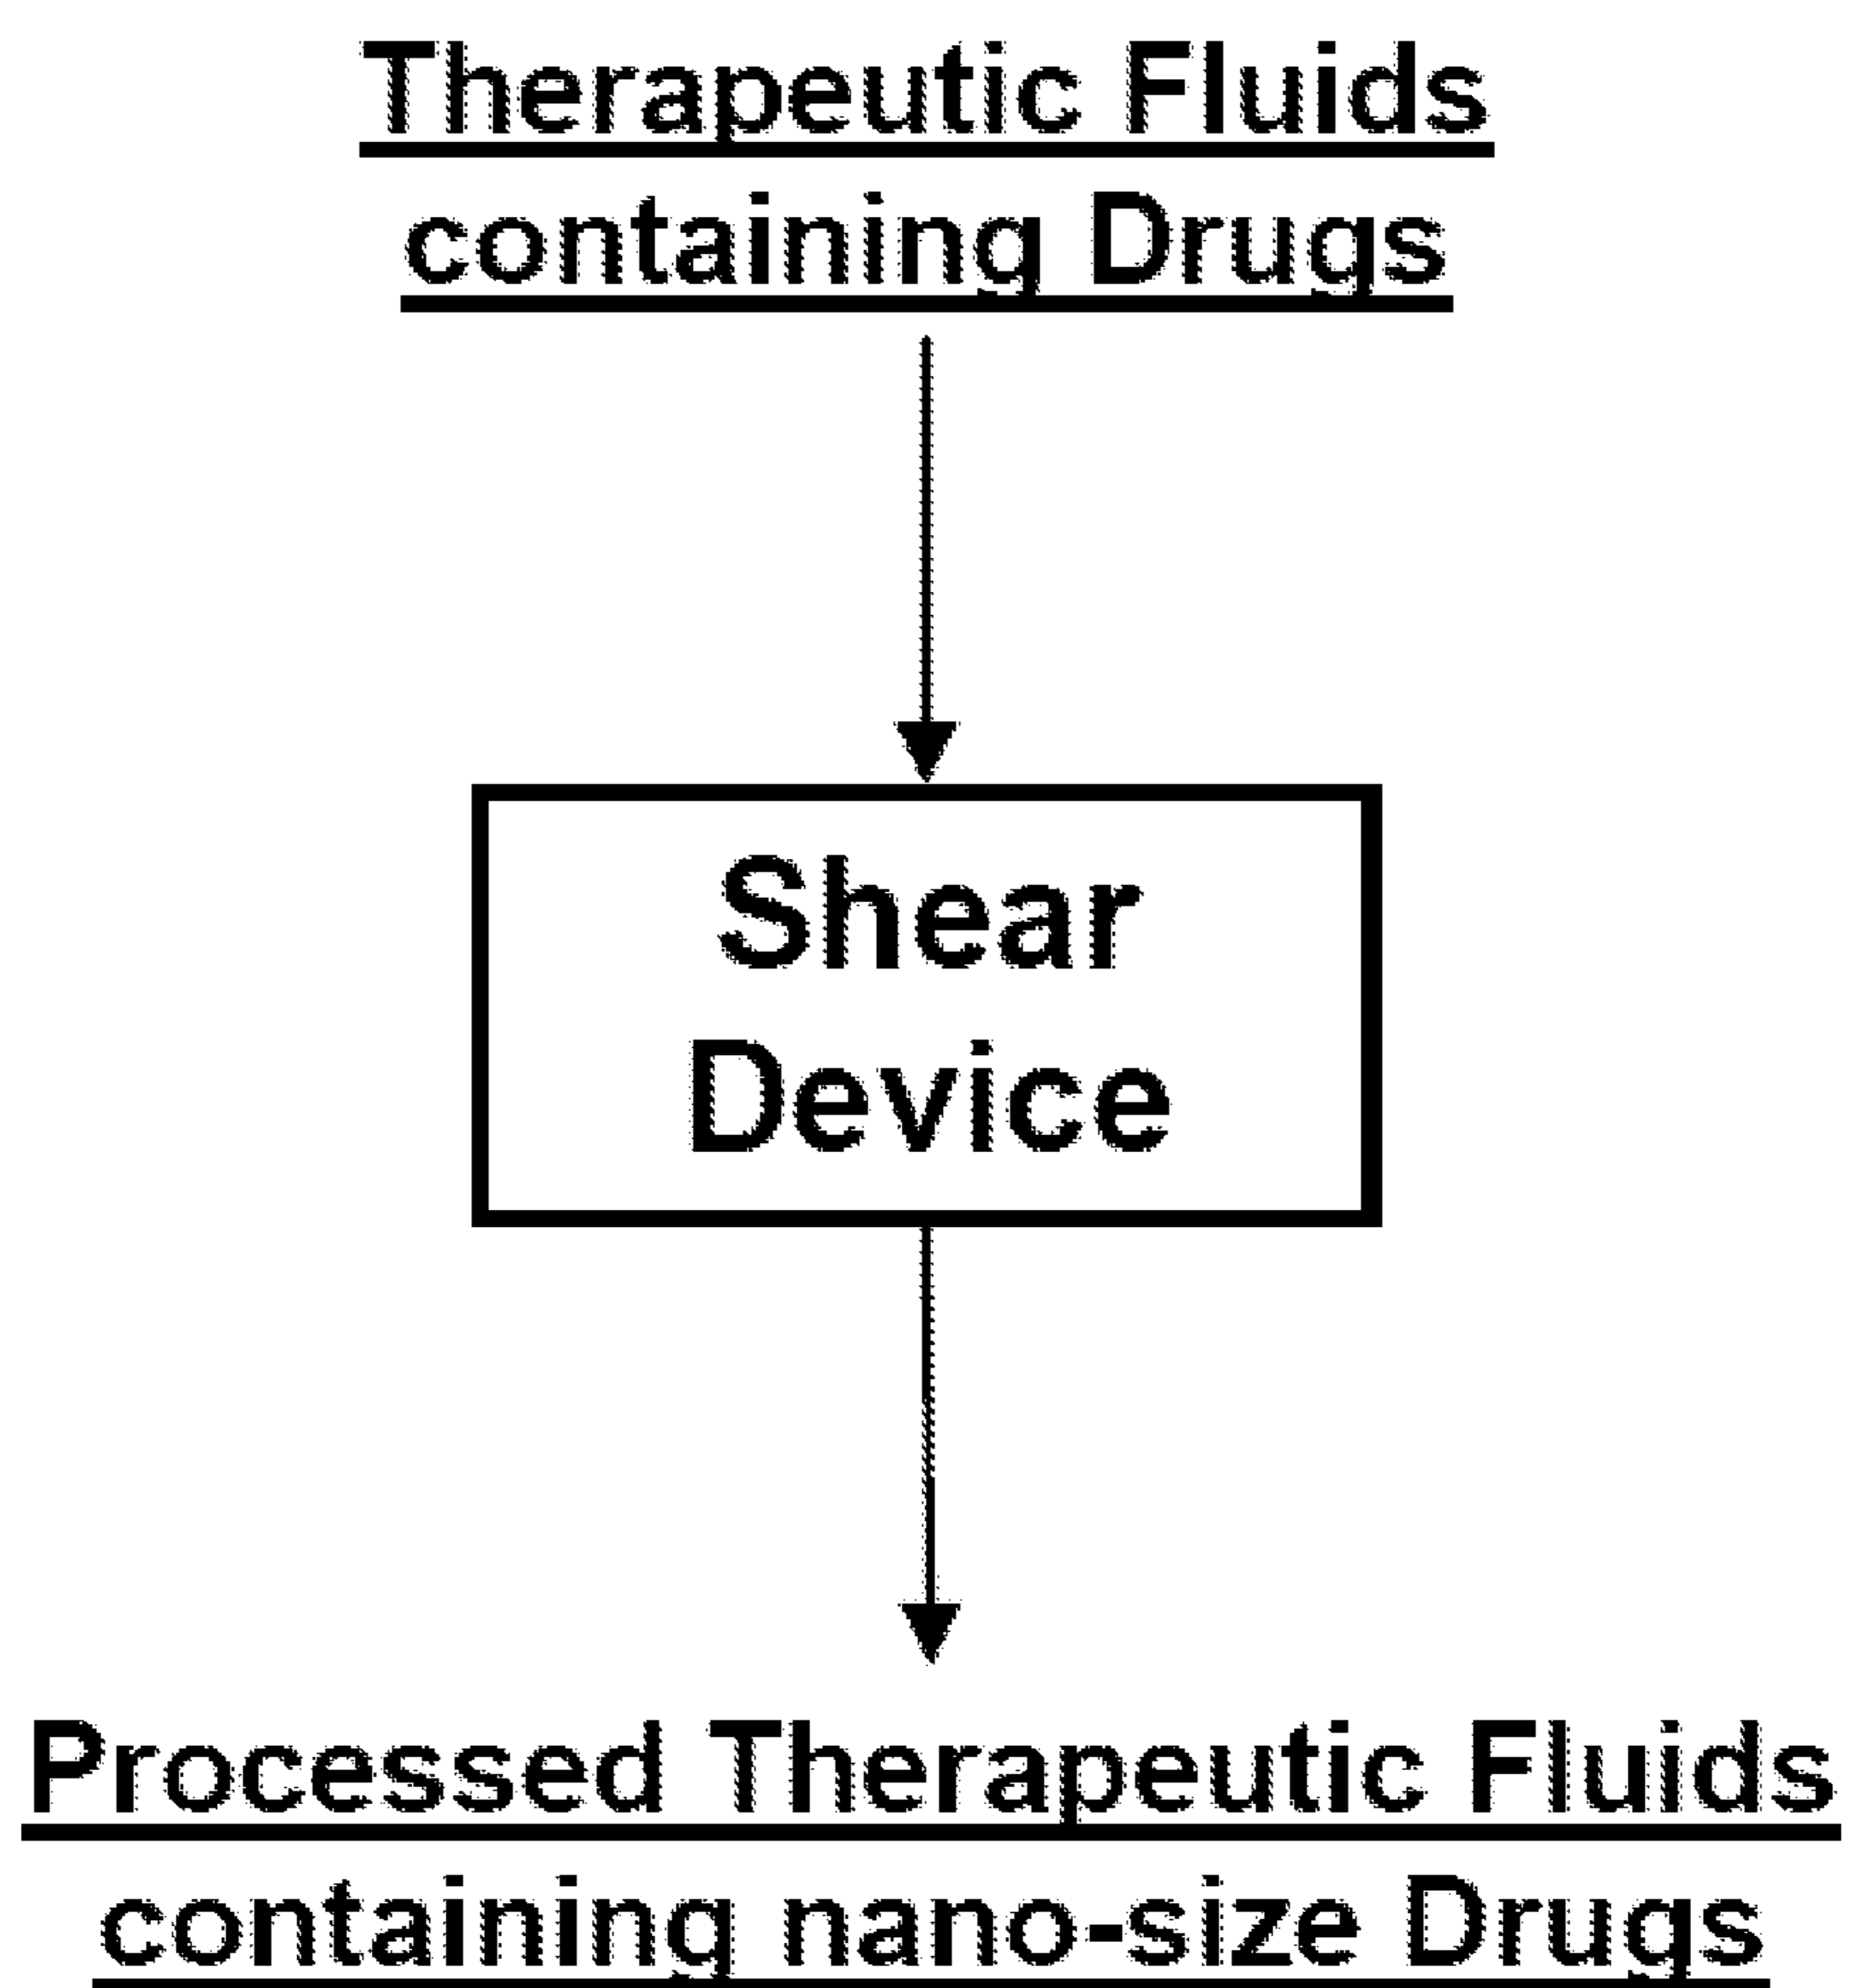 Therapeutic Fluids
containing Drugs
Shear
Device
Processed Therapeutic Fluids
containing nano-size Drugs